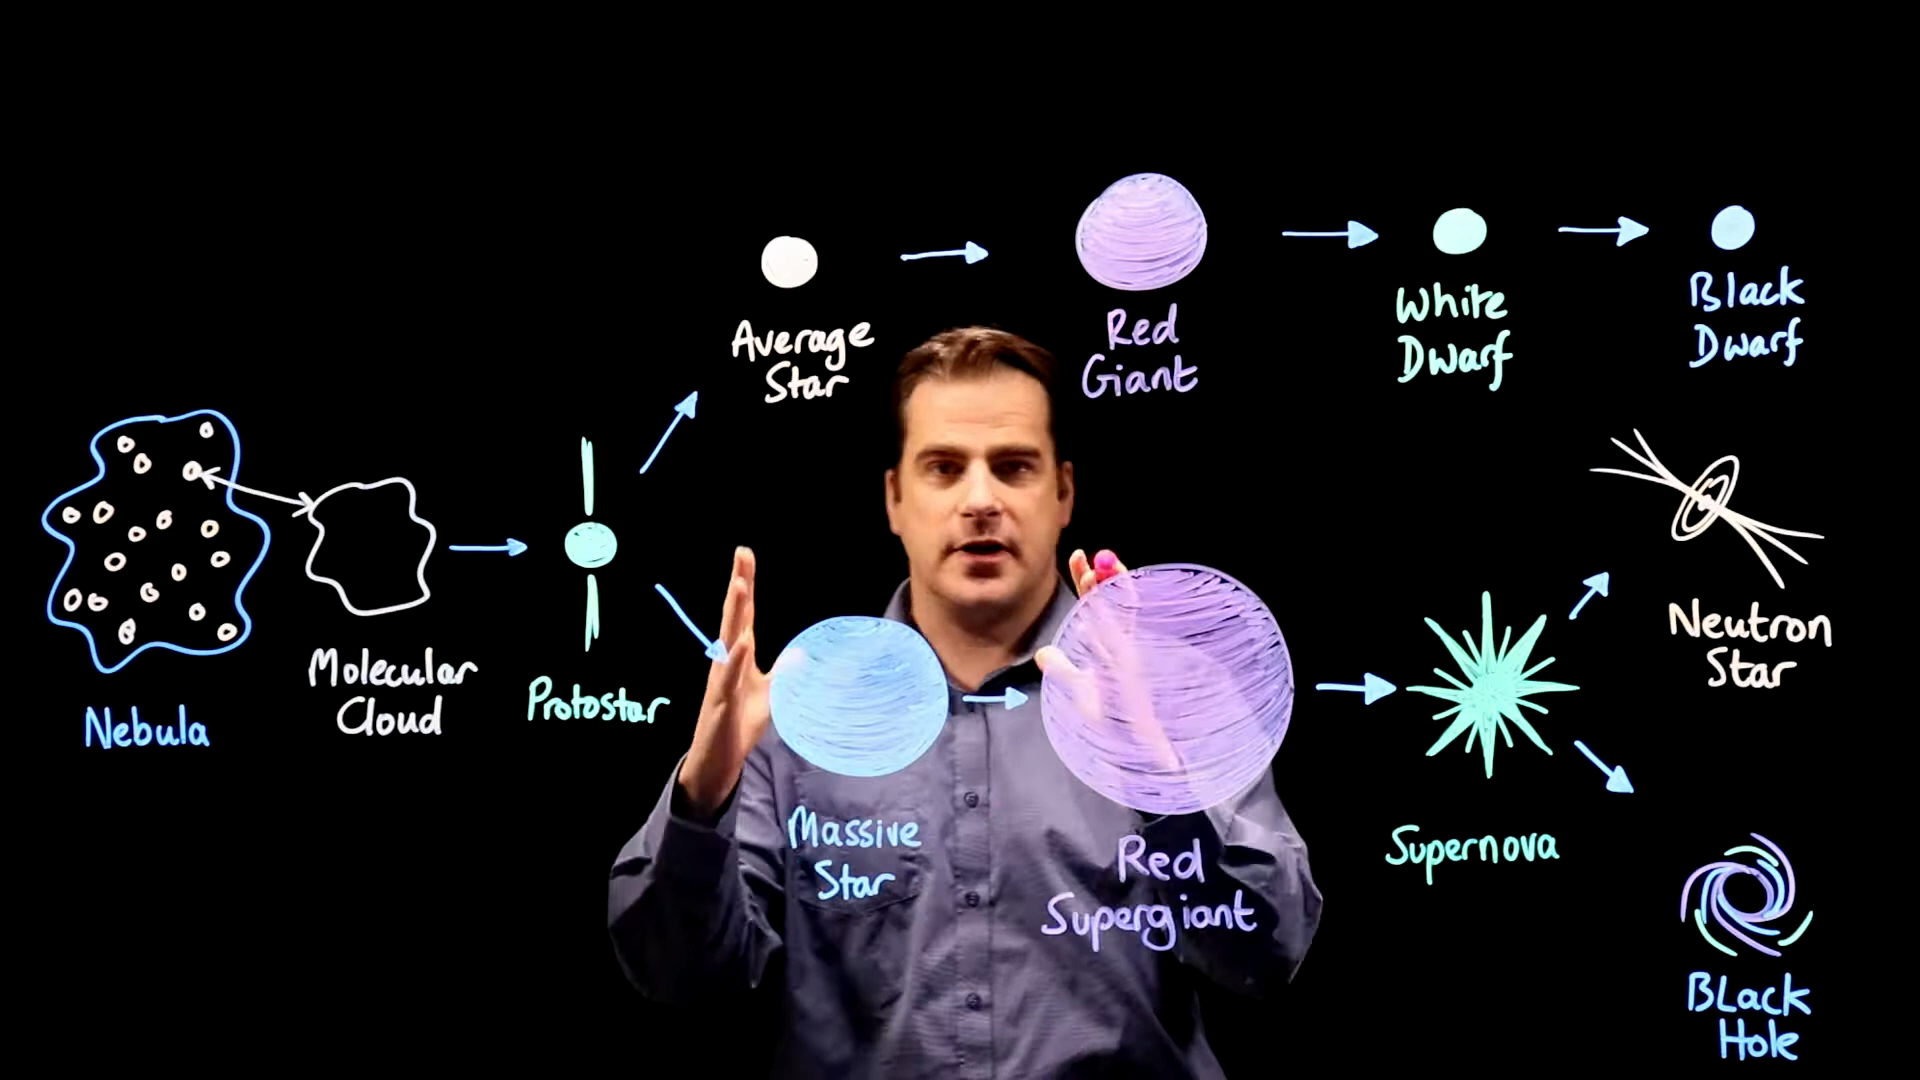 Nebula
Molecular
Cloud
Protostar
Average
Star
Red
Giant
White
Dwarf
Black
Dwarf
Massive
Star
Red
Supergiant
Supernova
Neutron
Star
BLack
Hole